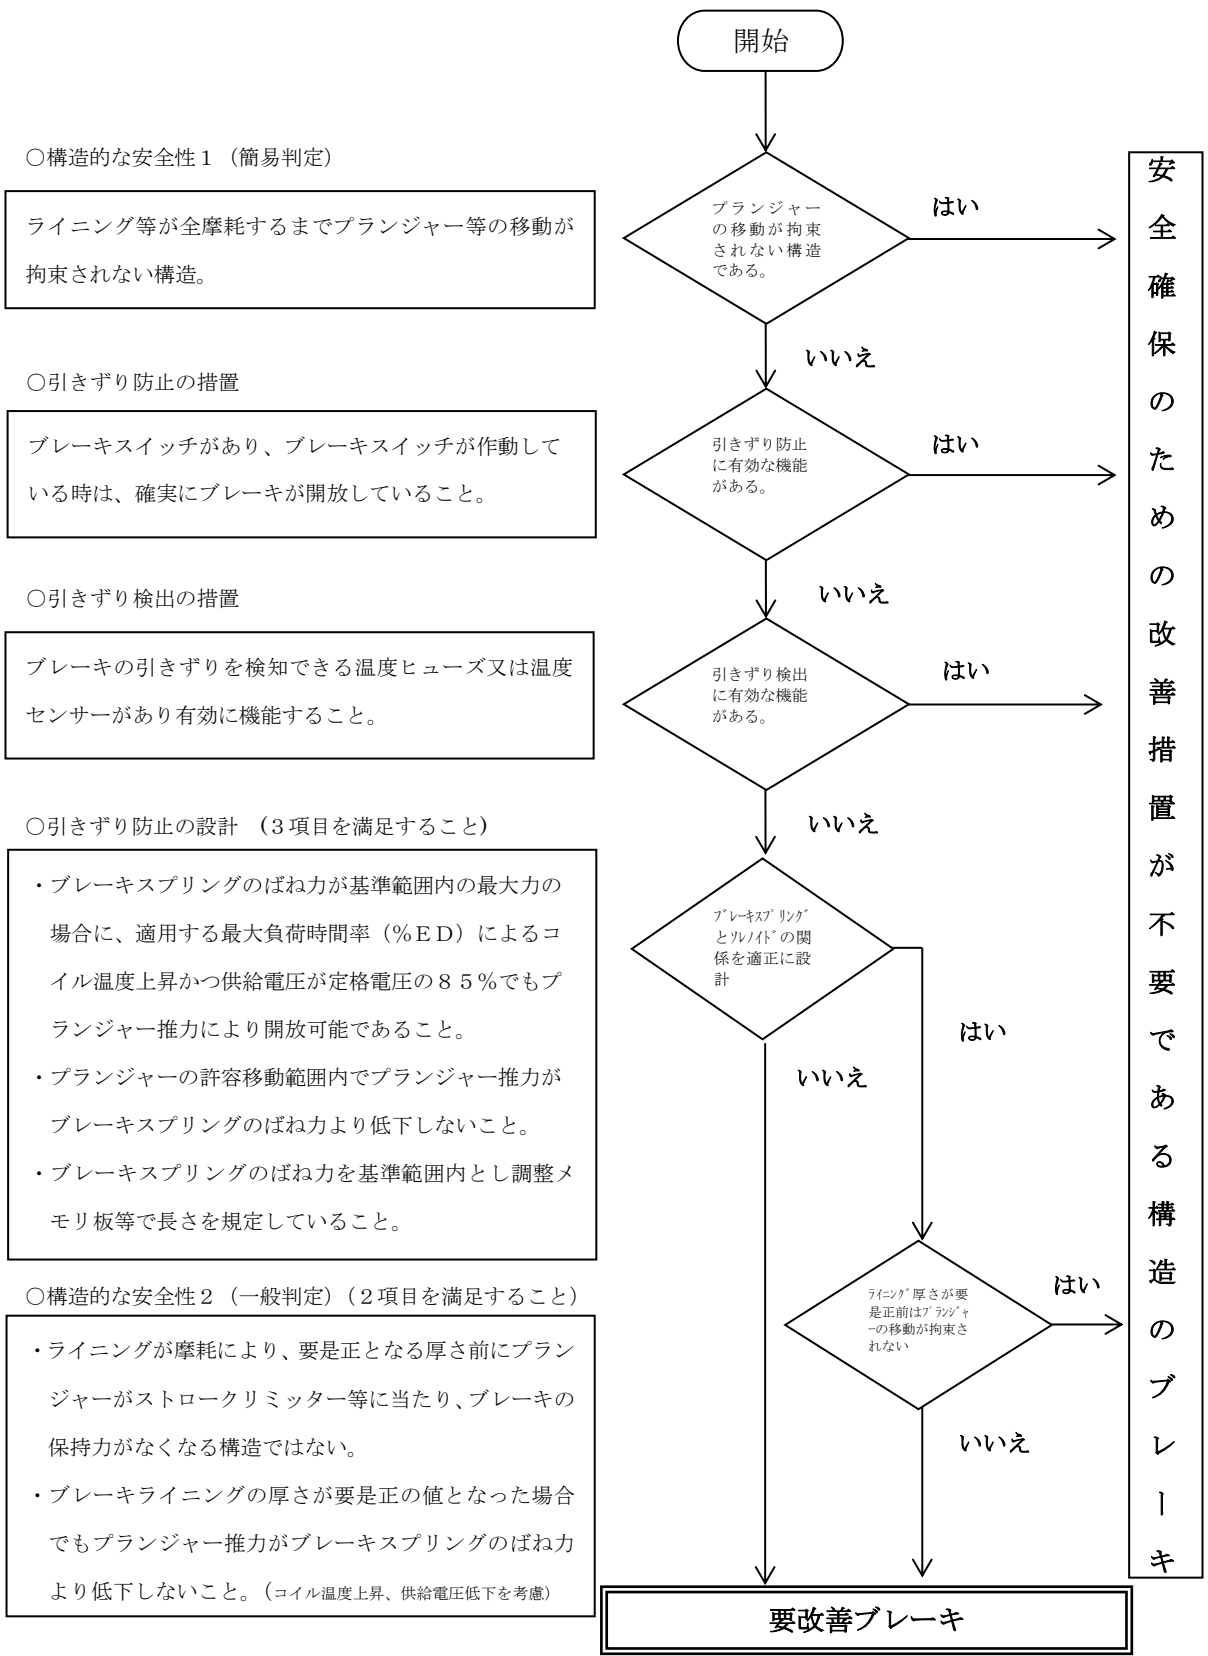 開始
○構造的な安全性１（簡易判定）
ライニング等が全摩耗するまでプランジャー等の移動が
拘束されない構造。
プランジャー
の移動が拘束
されない構造
である。
はい
いいえ
○引きずり防止の措置
ブレーキスイッチがあり、ブレーキスイッチが作動して
いる時は、確実にブレーキが開放していること。
引きずり防止
に有効な機能
がある。
はい
いいえ
○引きずり検出の措置
ブレーキの引きずりを検知できる温度ヒューズ又は温度
センサーがあり有効に機能すること。
引きずり検出
に有効な機能
がある。
はい
いいえ
○引きずり防止の設計　(３項目を満足すること)
・ブレーキスプリングのばね力が基準範囲内の最大力の
場合に、適用する最大負荷時間率（％ＥＤ）によるコ
イル温度上昇かつ供給電圧が定格電圧の８５％でもプ
ランジャー推力により開放可能であること。
・プランジャーの許容移動範囲内でプランジャー推力が
ブレーキスプリングのばね力より低下しないこと。
・ブレーキスプリングのばね力を基準範囲内とし調整メ
モリ板等で長さを規定していること。
ﾌﾞﾚｰｷｽﾌﾟﾘﾝｸﾞ
とｿﾚﾉｲﾄﾞの関
係を適正に設
計
はい
いいえ
○構造的な安全性２（一般判定）（２項目を満足すること）
・ライニングが摩耗により、要是正となる厚さ前にプラン
ジャーがストロークリミッター等に当たり、ブレーキの
保持力がなくなる構造ではない。
・ブレーキライニングの厚さが要是正の値となった場合
でもプランジャー推力がブレーキスプリングのばね力
より低下しないこと。（コイル温度上昇、供給電圧低下を考慮）
ﾗｲﾆﾝｸﾞ厚さが要
是正前はﾌﾟﾗﾝｼﾞｬ
ｰの移動が拘束さ
れない
はい
いいえ
要改善ブレーキ
安全確保のための改善措置が不要である構造のブレーキ